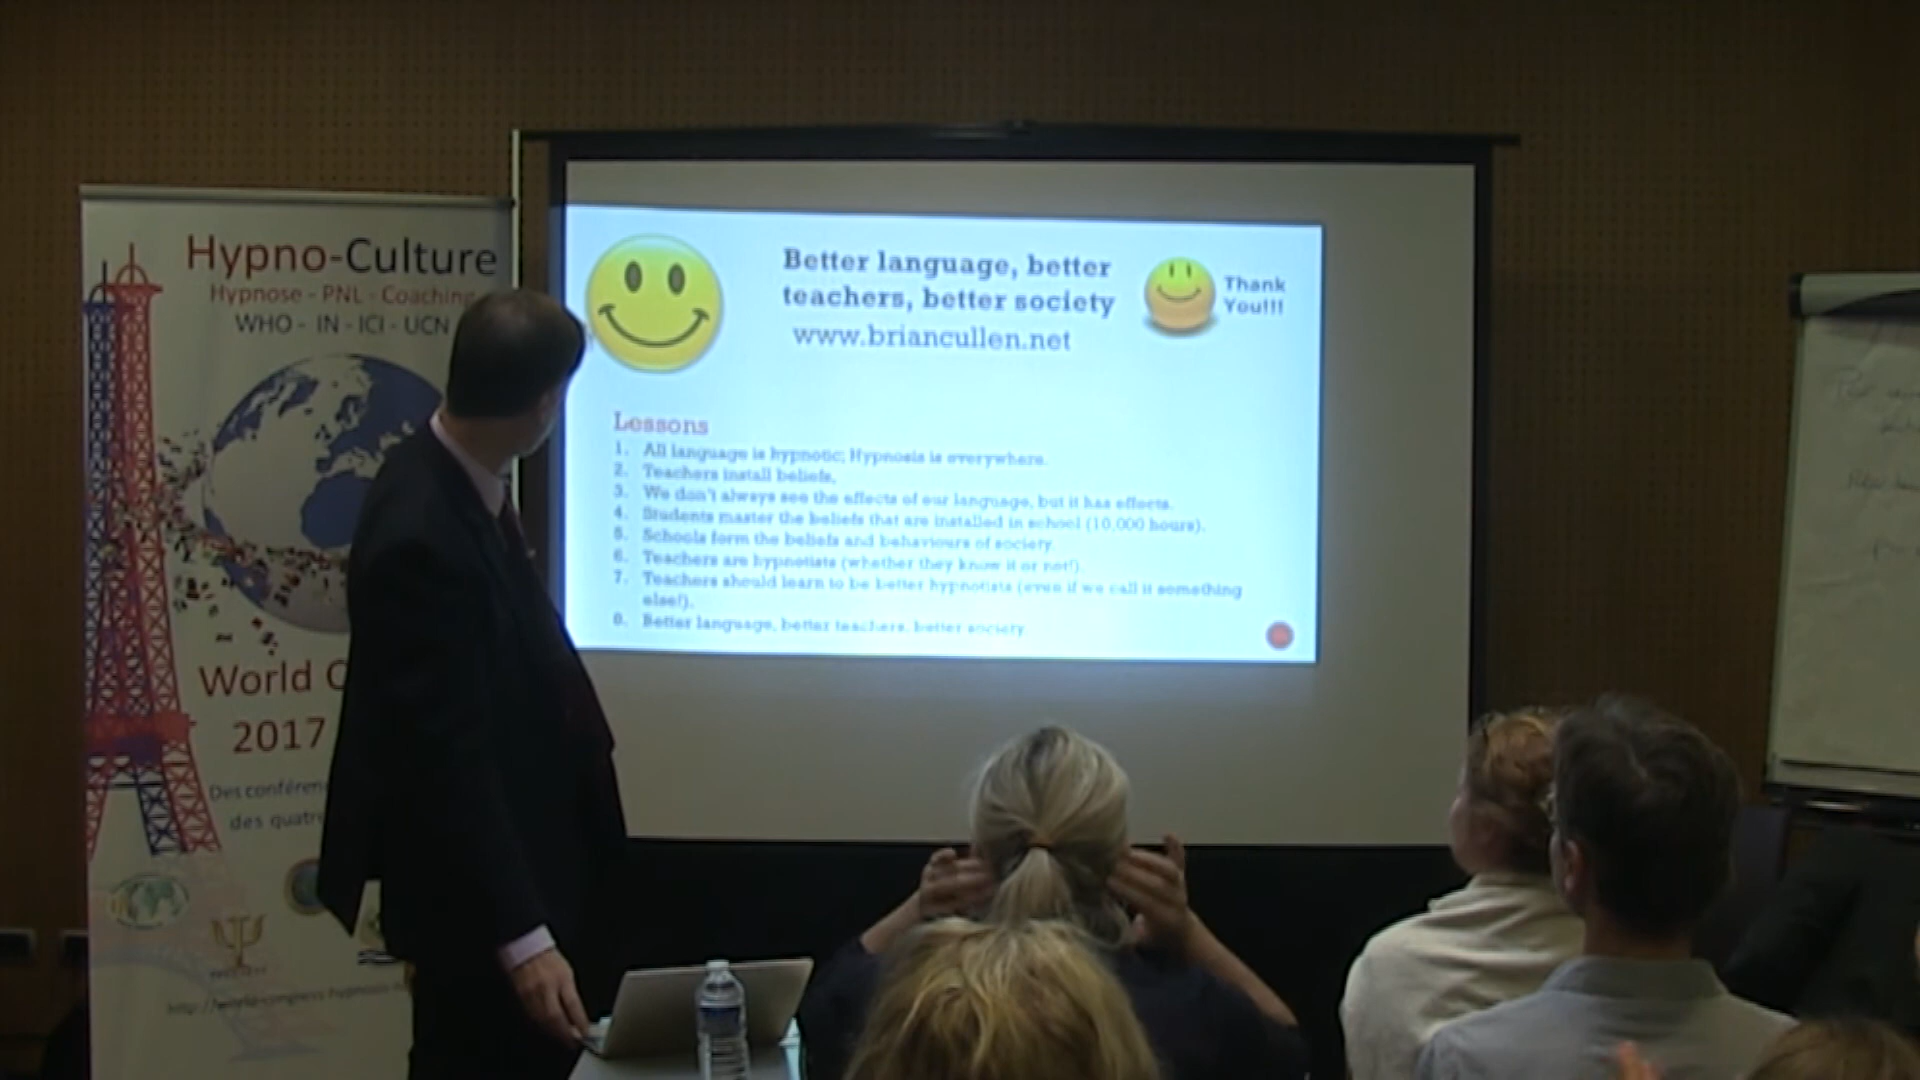 Hypno-Culture
Hypnose - PNL - Coaching
WHO - IN - ICI - UCN
World
2017
Des
des
Better language, better
teachers, better society
www.briancullen.net
Thank
You!!!
Lessons
1. All language is hypnotic; Hypnosis is everywhere.
2. Teachers install beliefs.
3. We don't always see the effects of our language, but it has effects.
4. Students master the beliefs that are installed in school (10,000 hours).
5. Schools form the beliefs and behaviours of society.
6. Teachers are hypnotists (whether they know it or not!).
7. Teachers should learn to be better hypnotists (even if we call it something
else!).
8. Better language, better teachers, better society.